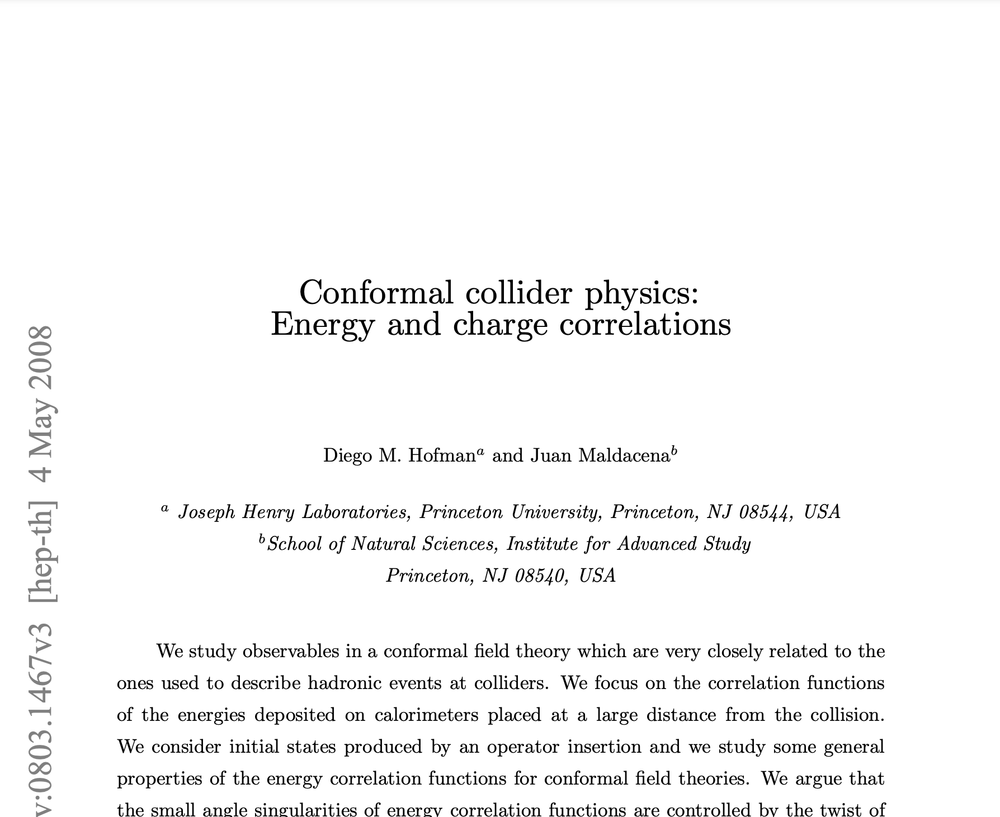 Conformal collider physics:
Energy and charge correlations
Diego M. Hofmanᵃ and Juan Maldacenaᵇ
ᵃ Joseph Henry Laboratories, Princeton University, Princeton, NJ 08544, USA
ᵇSchool of Natural Sciences, Institute for Advanced Study
Princeton, NJ 08540, USA
We study observables in a conformal field theory which are very closely related to the
ones used to describe hadronic events at colliders. We focus on the correlation functions
of the energies deposited on calorimeters placed at a large distance from the collision.
We consider initial states produced by an operator insertion and we study some general
properties of the energy correlation functions for conformal field theories. We argue that
the small angle singularities of energy correlation functions are controlled by the twist of
v:0803.1467v3 [hep-th] 4 May 2008